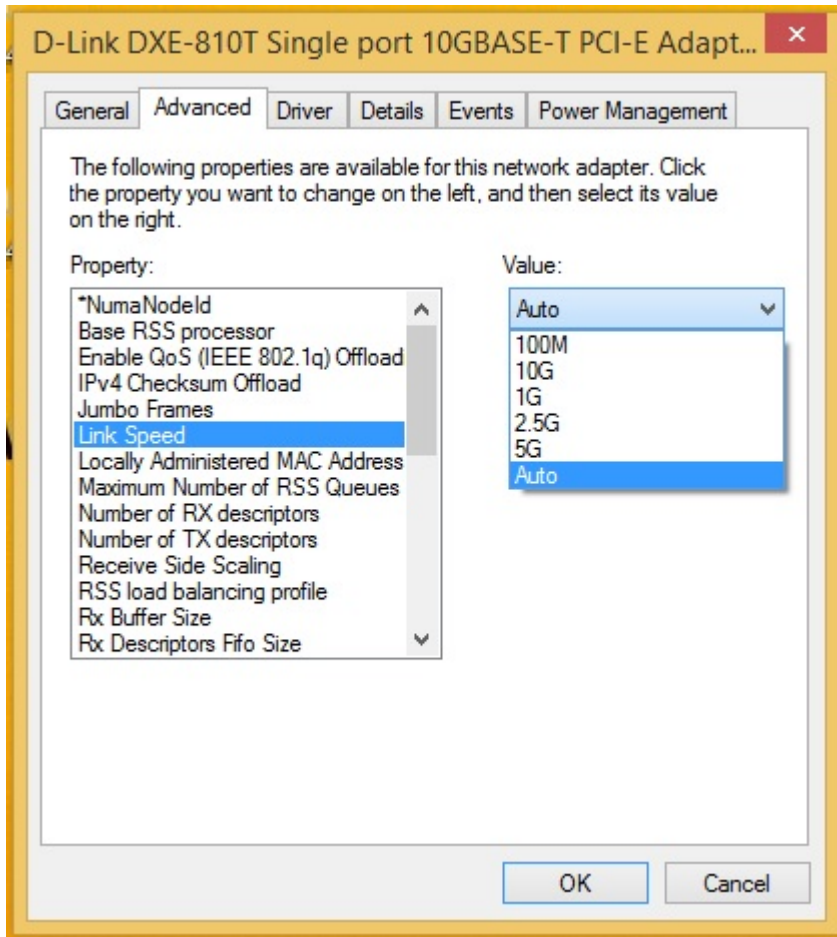 D-Link DXE-810T Single port 10GBASE-T PCI-E Adapt...
General Advanced Driver Details Events Power Management
The following properties are available for this network adapter. Click
the property you want to change on the left, and then select its value
on the right.
Property:
*NumaNodeId
Base RSS processor
Enable QoS (IEEE 802.1q) Offload
IPv4 Checksum Offload
Jumbo Frames
Link Speed
Locally Administered MAC Address
Maximum Number of RSS Queues
Number of RX descriptors
Number of TX descriptors
Receive Side Scaling
RSS load balancing profile
Rx Buffer Size
Rx Descriptors Fifo Size
Value:
Auto
100M
10G
1G
2.5G
5G
Auto
OK Cancel